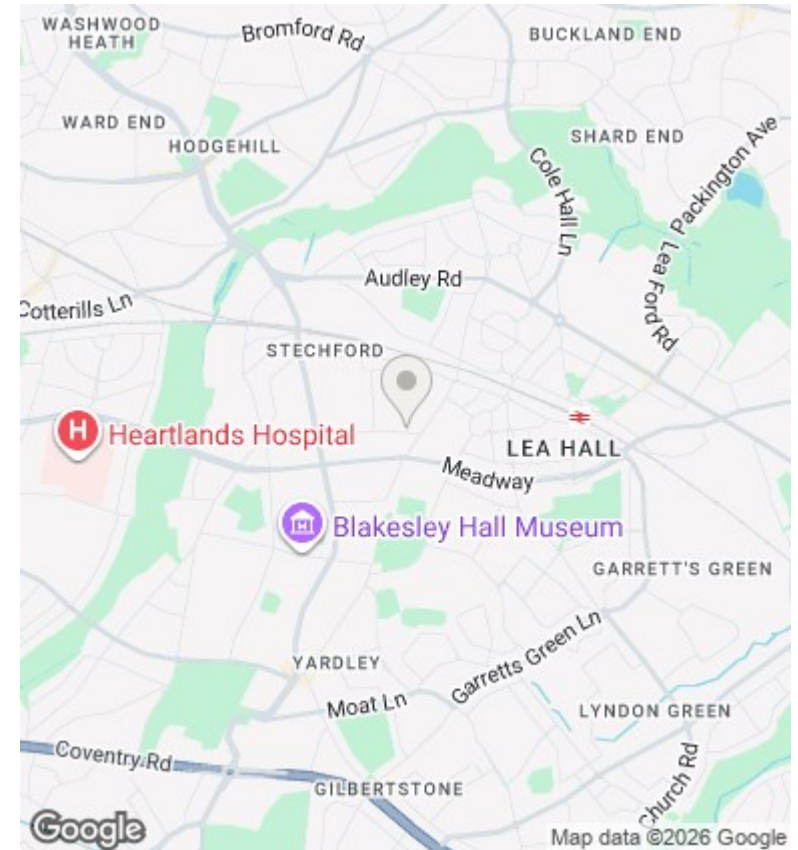 WASHWOOD
HEATH
Bromford Rd
BUCKLAND END
WARD END
HODGEHILL
SHARD END
Cole Hall Ln
Packington Ave
Lea Ford Rd
Audley Rd
Cotterills Ln
STECHFORD
H
Heartlands Hospital
LEA HALL
Meadway
Blakesley Hall Museum
GARRETT'S GREEN
YARDLEY
Garretts Green Ln
Moat Ln
LYNDON GREEN
Coventry Rd
GILBERTSTONE
Church Rd
Google
Map data ©2026 Google